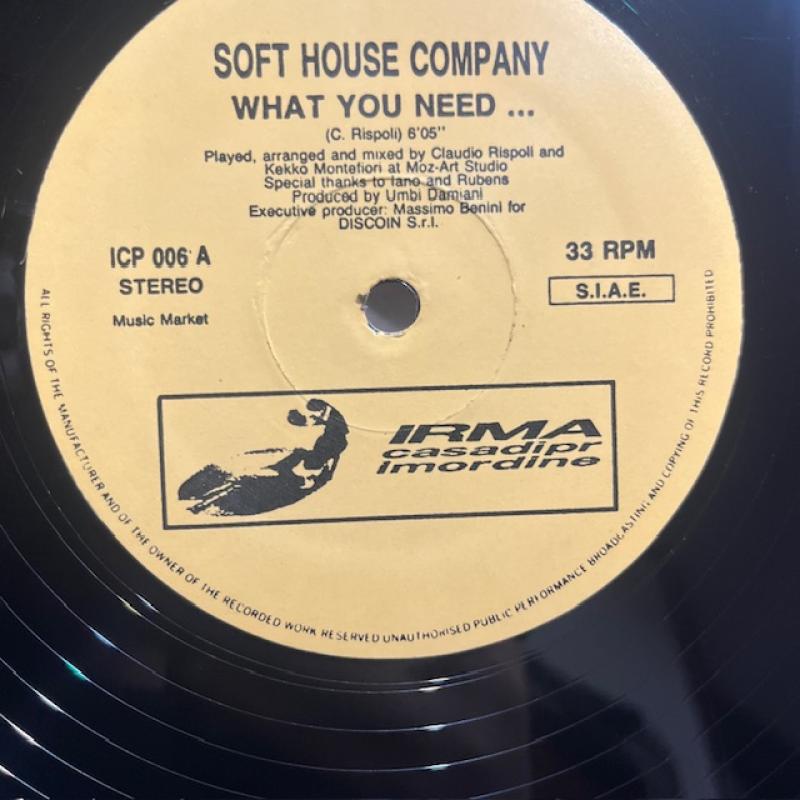 SOFT HOUSE COMPANY
WHAT YOU NEED ...
(C. Rispoli) 6'05''
Played, arranged and mixed by Claudio Rispoli and
Kekko Montefiori at Moz-Art Studio
Special thanks to Iano and Rubens
Produced by Umbi Damiani
Executive producer: Massimo Benini for
DISCOIN S.r.l.
ICP 006 A
STEREO
Music Market
33 RPM
S.I.A.E.
IRMA
casadipr
imordine
ALL RIGHTS OF THE MANUFACTURER AND OF THE OWNER OF THE RECORDED WORK RESERVED UNAUTHORISED PUBLIC PERFORMANCE BROADCASTING AND COPYING OF THIS RECORD PROHIBITED